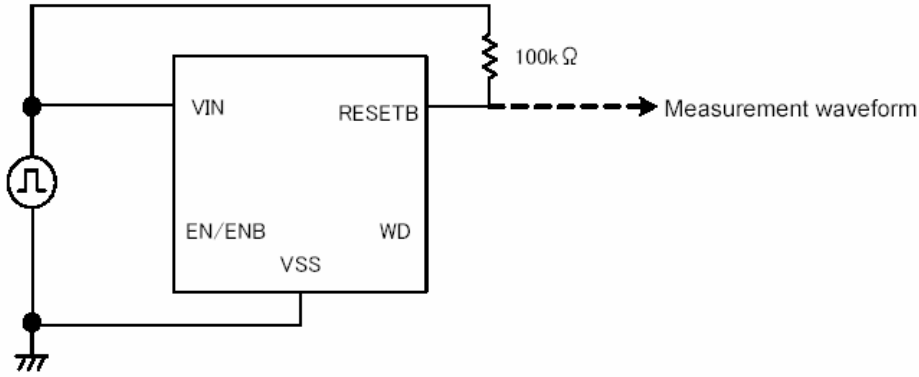 100kΩ
VIN
RESETB
Measurement waveform
EN/ENB
WD
VSS